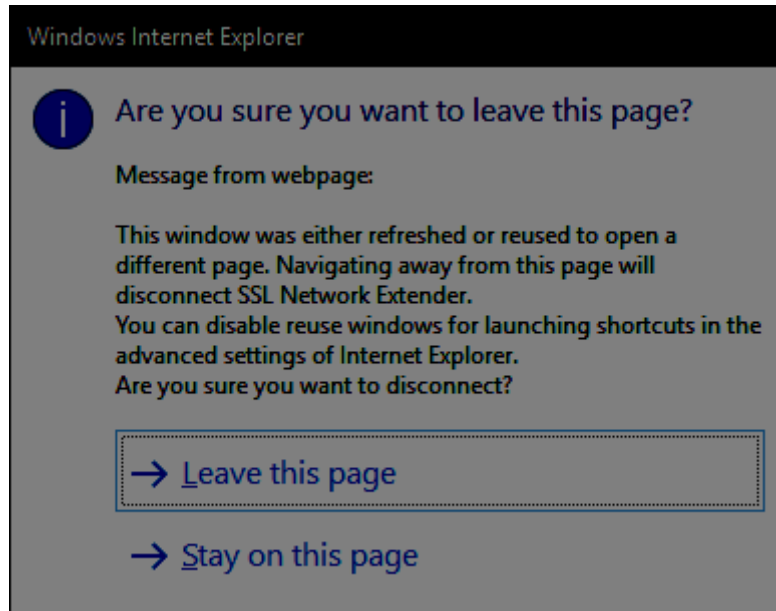 Windows Internet Explorer
i
Are you sure you want to leave this page?
Message from webpage:
This window was either refreshed or reused to open a
different page. Navigating away from this page will
disconnect SSL Network Extender.
You can disable reuse windows for launching shortcuts in the
advanced settings of Internet Explorer.
Are you sure you want to disconnect?
→ Leave this page
→ Stay on this page